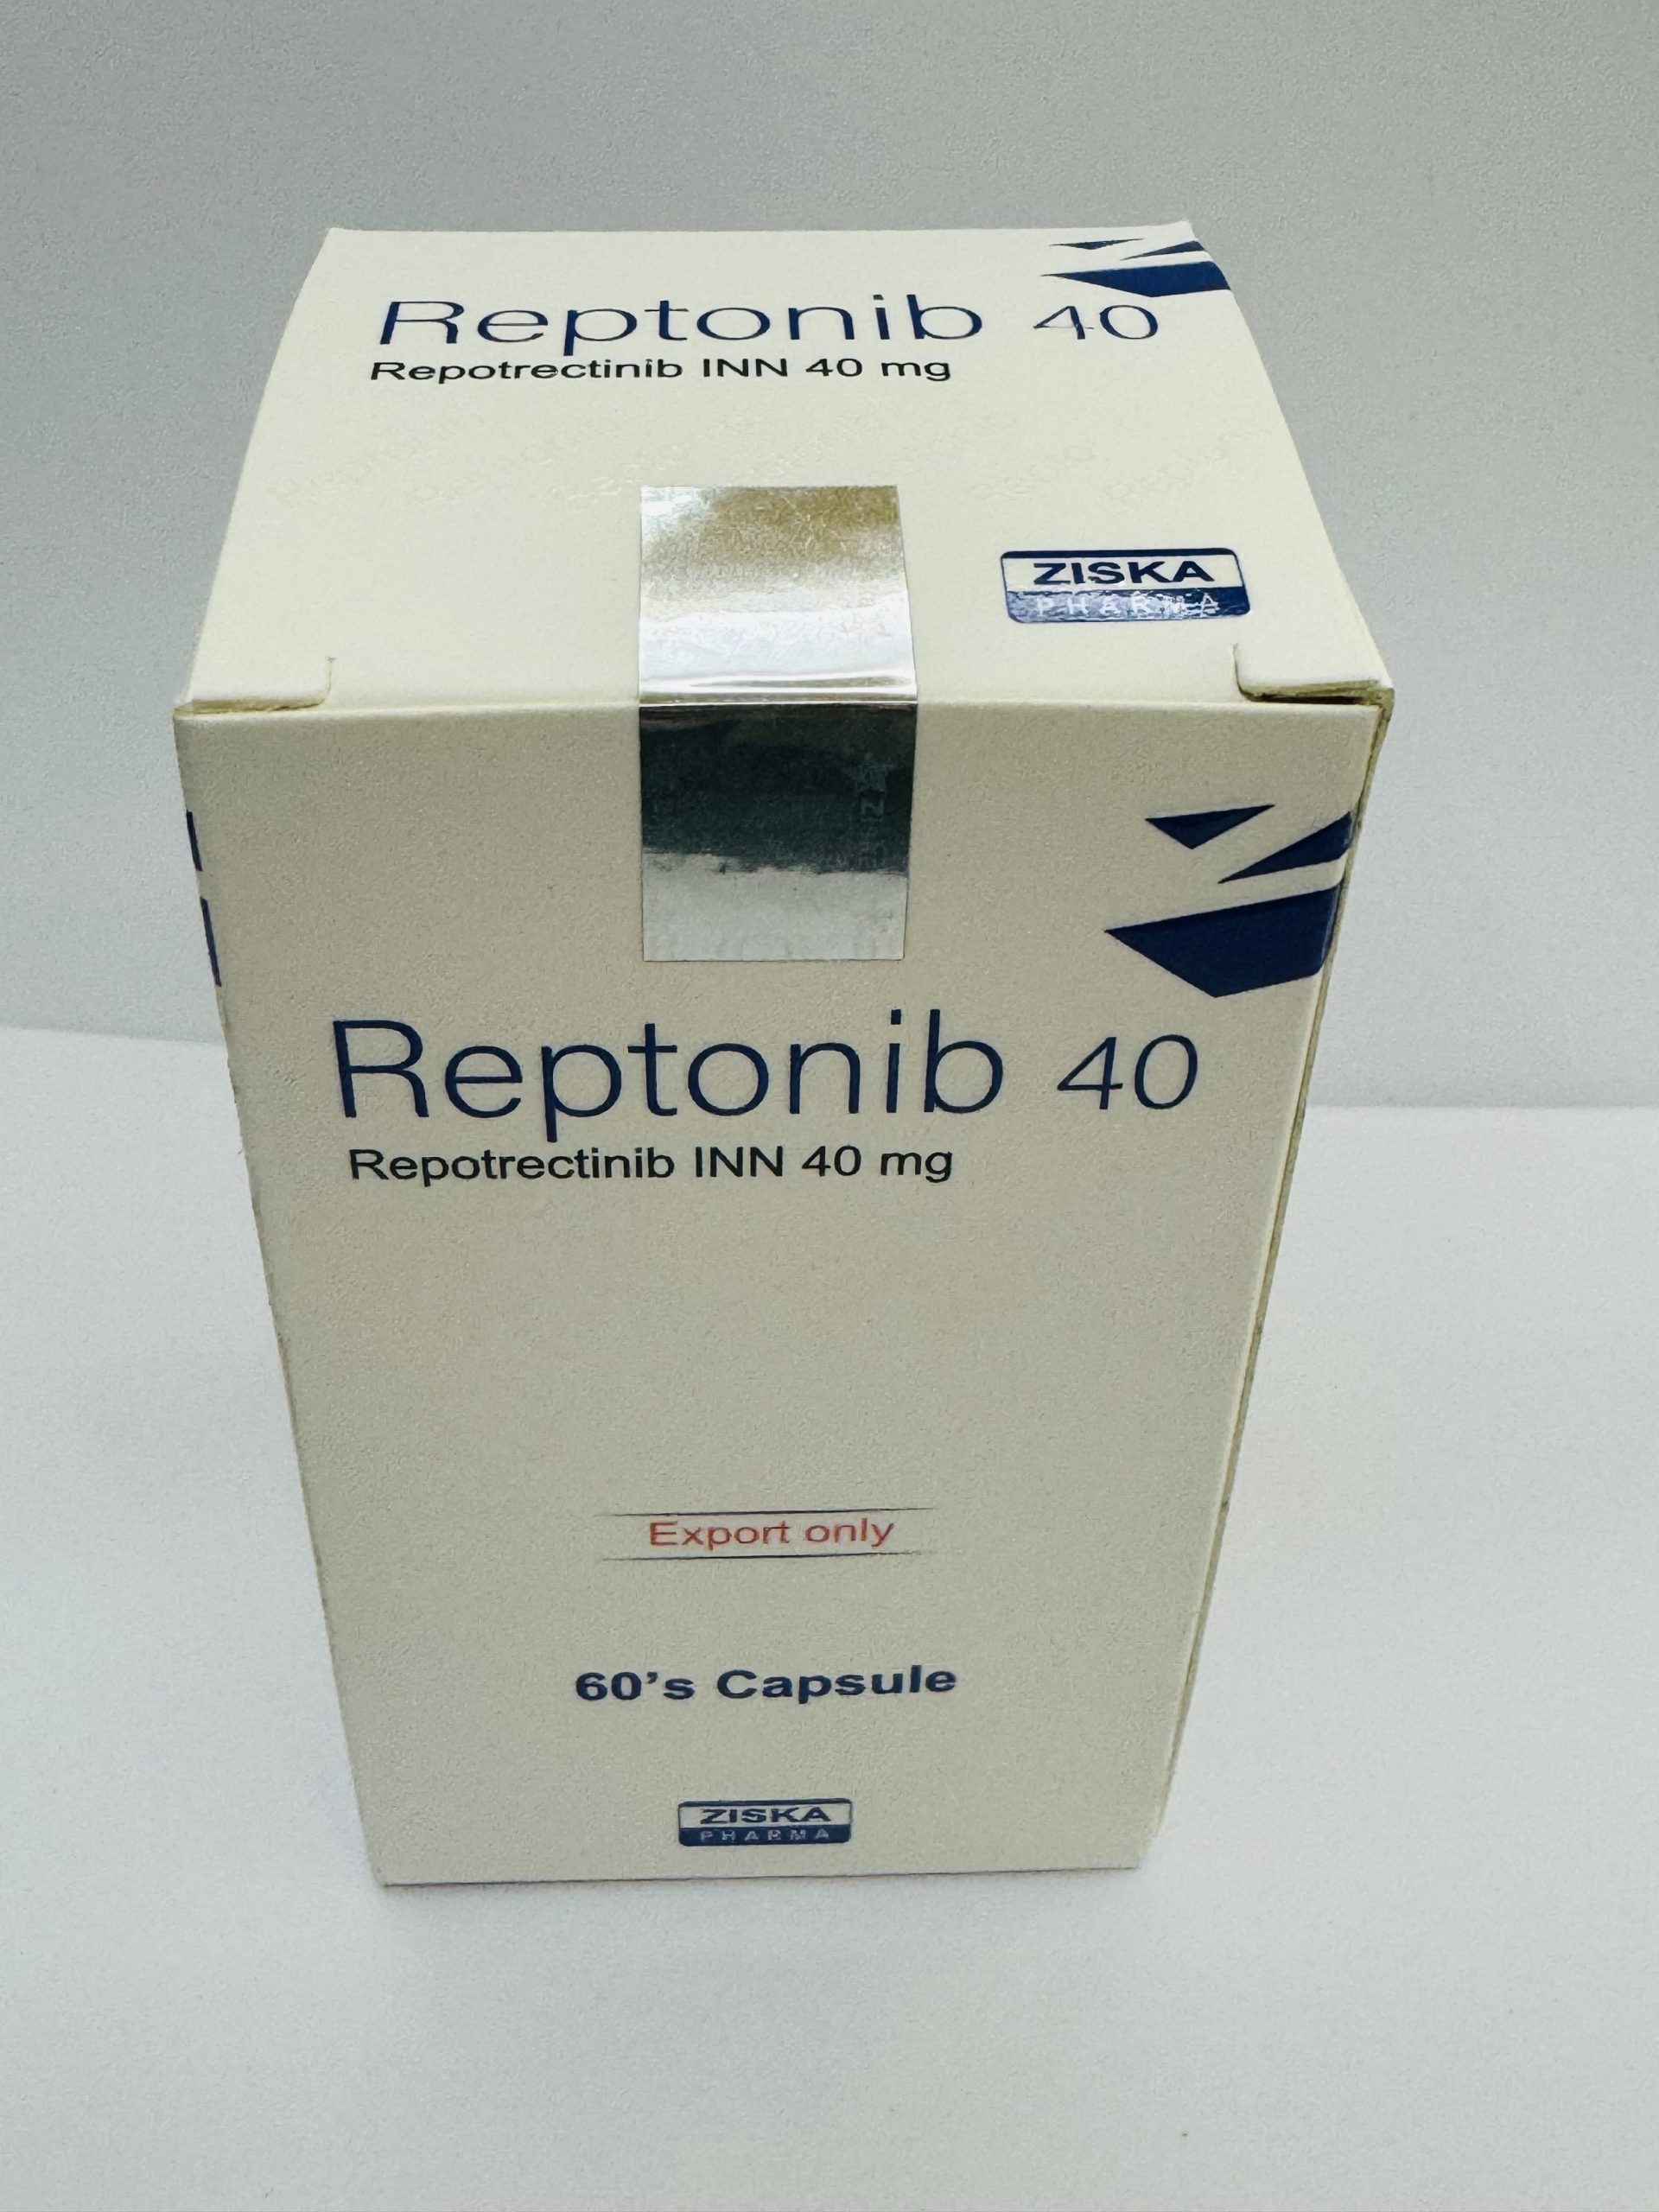 Reptonib 40
Repotrectinib INN 40 mg
ZISKA
PHARMA
Reptonib 40
Repotrectinib INN 40 mg
Export only
60's Capsule
ZISKA
PHARMA